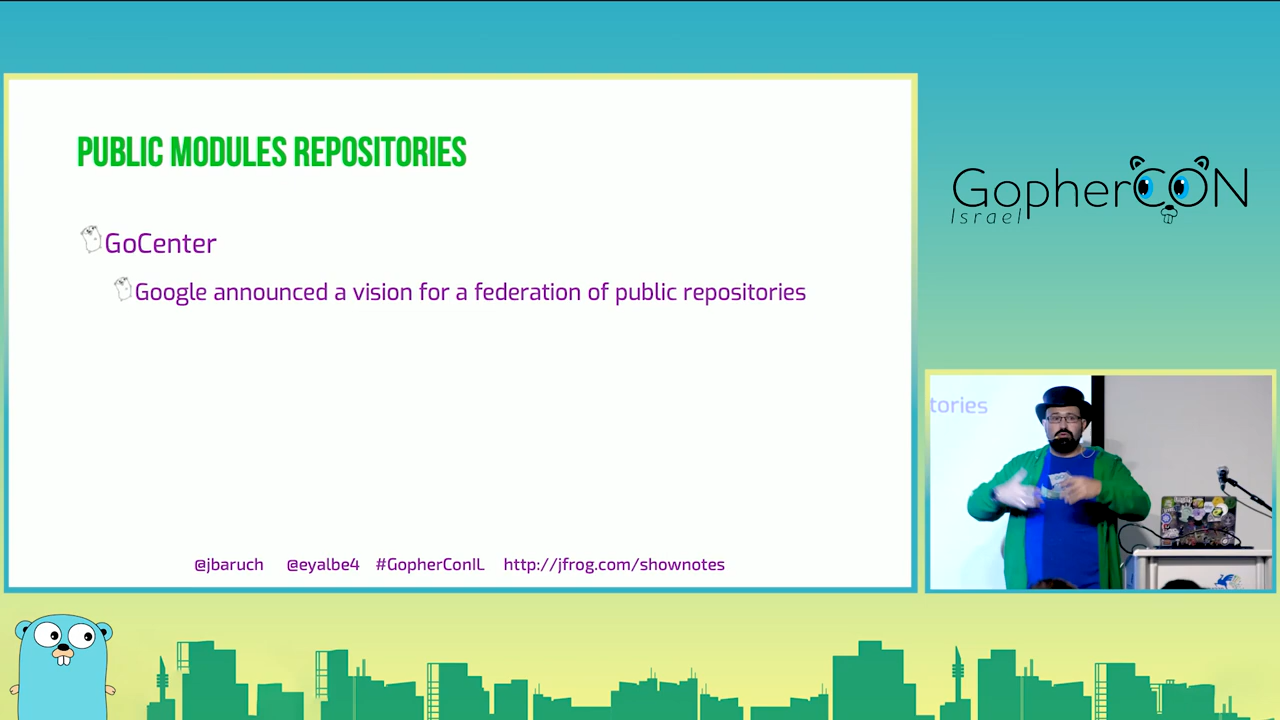 PUBLIC MODULES REPOSITORIES
GoCenter
Google announced a vision for a federation of public repositories
@jbaruch @eyalbe4 #GopherConIL http://jfrog.com/shownotes
GopherCON
Israel
tories